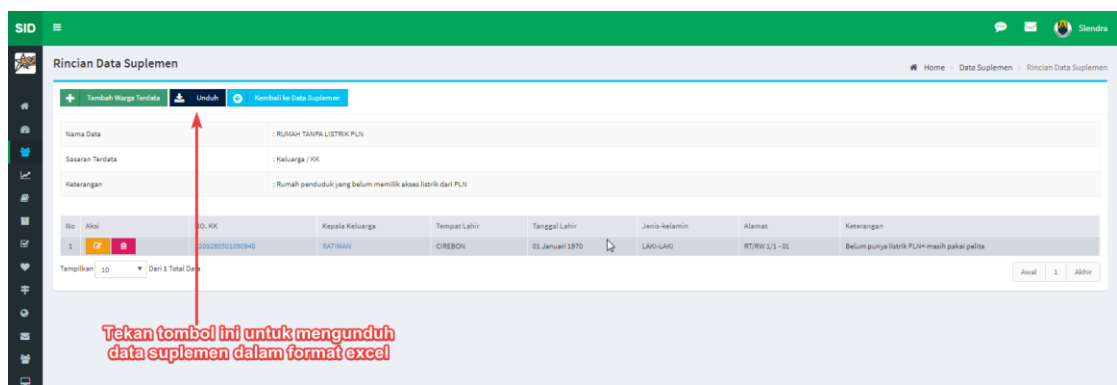 SID
Slendra
Rincian Data Suplemen
Home > Data Suplemen > Rincian Data Suplemen
Tambah Warga Terdata Unduh Kembali ke Data Suplemen
Nama Data : RUMAH TANPA LISTRIK PLN
Sasaran Terdata : Keluarga / KK
Keterangan : Rumah penduduk yang belum memilik akses listrik dari PLN
No Aksi NO. KK Kepala Keluarga Tempat Lahir Tanggal Lahir Jenis-kelamin Alamat Keterangan
1 RATIMAN CIREBON 01 Januari 1970 LAKI-LAKI RT/RW 1/1 - 01 Belum punya listrik PLN< masih pakai pelita
Tampilkan 10 Dari 1 Total Data
Awal 1 Akhir
Tekan tombol ini untuk mengunduh
data suplemen dalam format excel